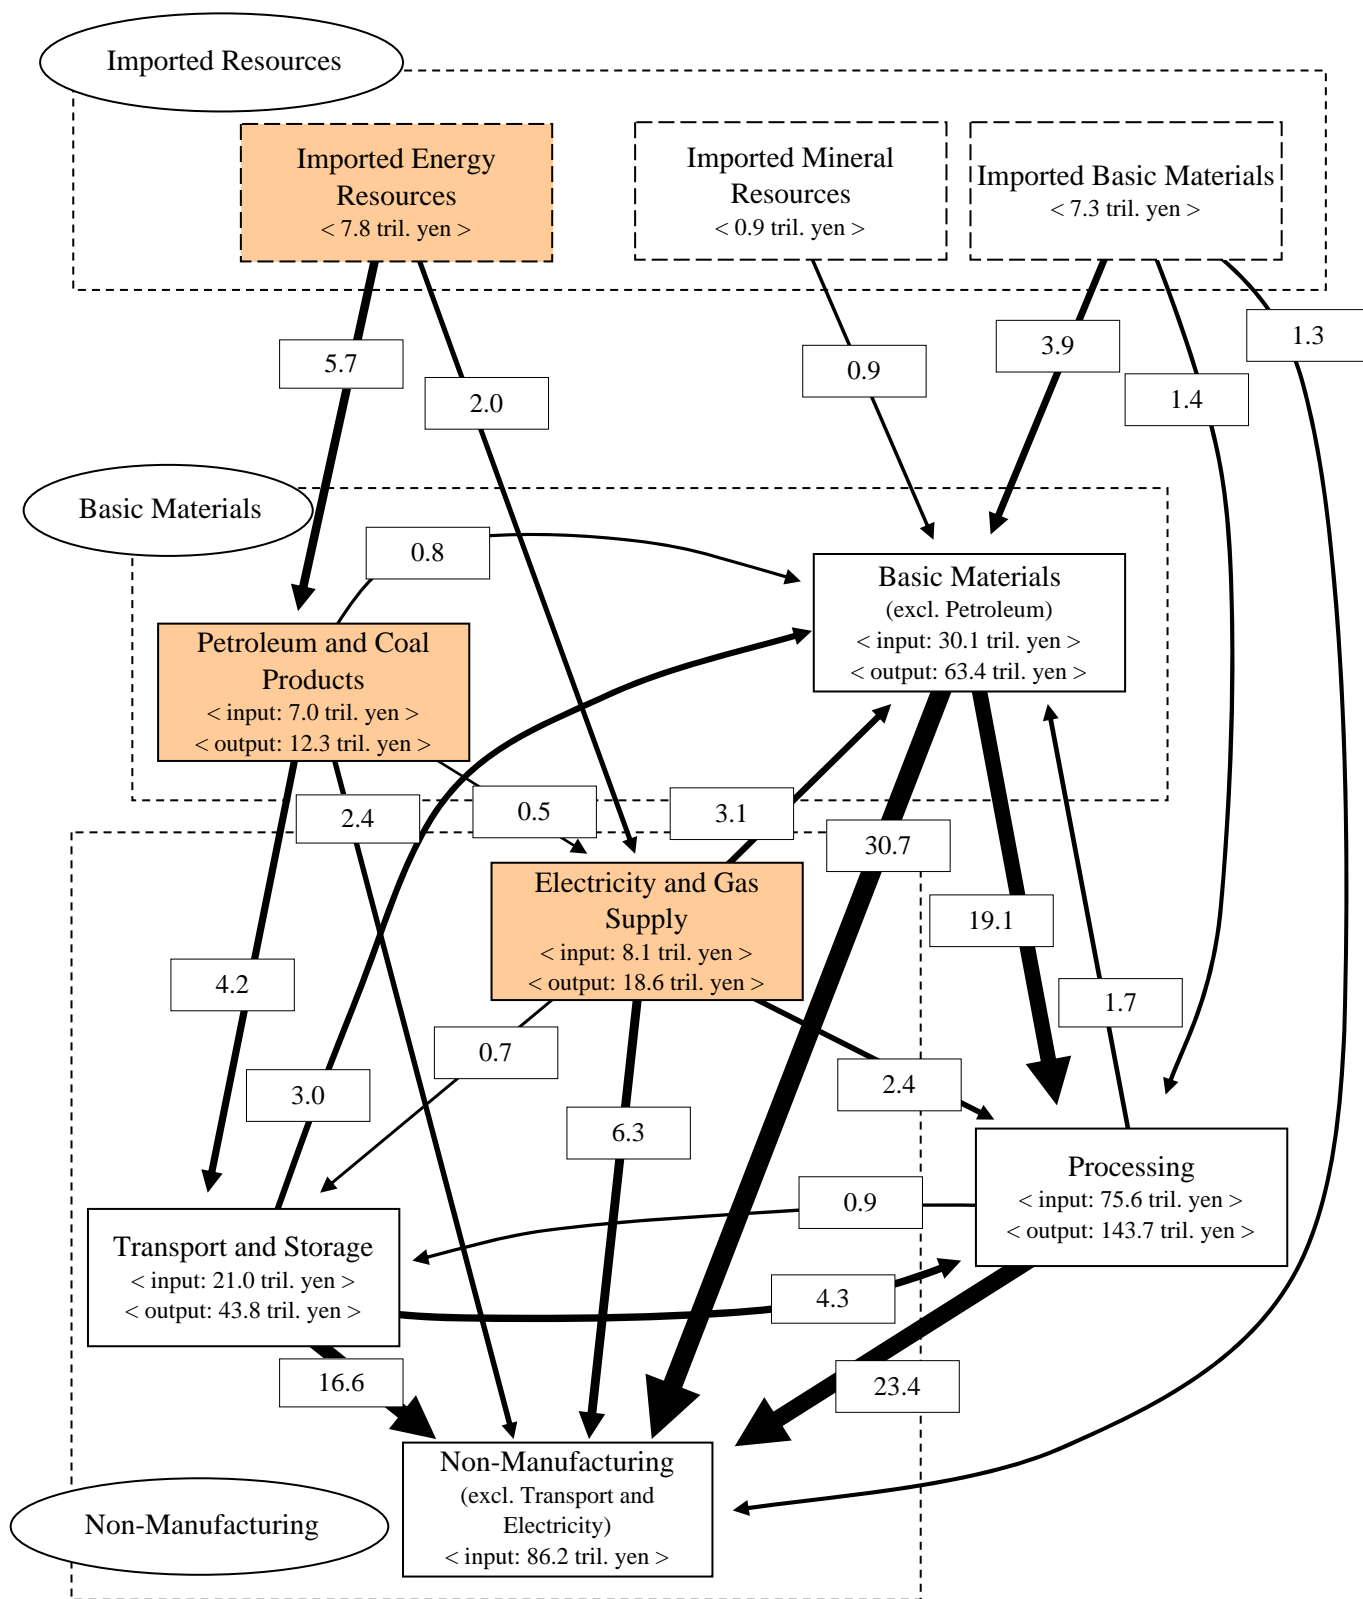 Imported Resources
Imported Energy
Resources
< 7.8 tril. yen >
Imported Mineral
Resources
< 0.9 tril. yen >
Imported Basic Materials
< 7.3 tril. yen >
5.7
2.0
0.9
3.9
1.4
1.3
Basic Materials
0.8
Basic Materials
(excl. Petroleum)
< input: 30.1 tril. yen >
< output: 63.4 tril. yen >
Petroleum and Coal
Products
< input: 7.0 tril. yen >
< output: 12.3 tril. yen >
2.4
0.5
3.1
30.7
Electricity and Gas
Supply
< input: 8.1 tril. yen >
< output: 18.6 tril. yen >
19.1
4.2
1.7
0.7
2.4
3.0
6.3
Processing
< input: 75.6 tril. yen >
< output: 143.7 tril. yen >
0.9
Transport and Storage
< input: 21.0 tril. yen >
< output: 43.8 tril. yen >
4.3
16.6
23.4
Non-Manufacturing
(excl. Transport and
Electricity)
< input: 86.2 tril. yen >
Non-Manufacturing